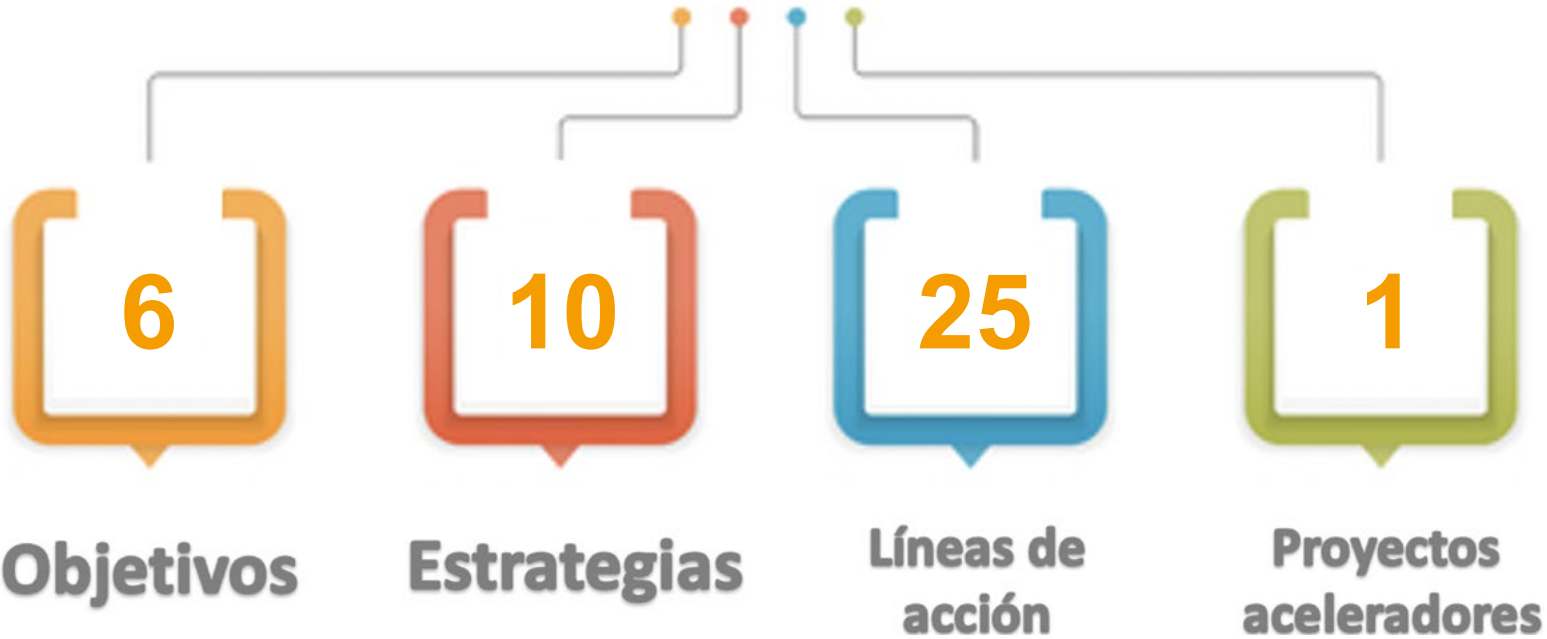 6
10
25
1
Objetivos
Estrategias
Líneas de
acción
Proyectos
aceleradores